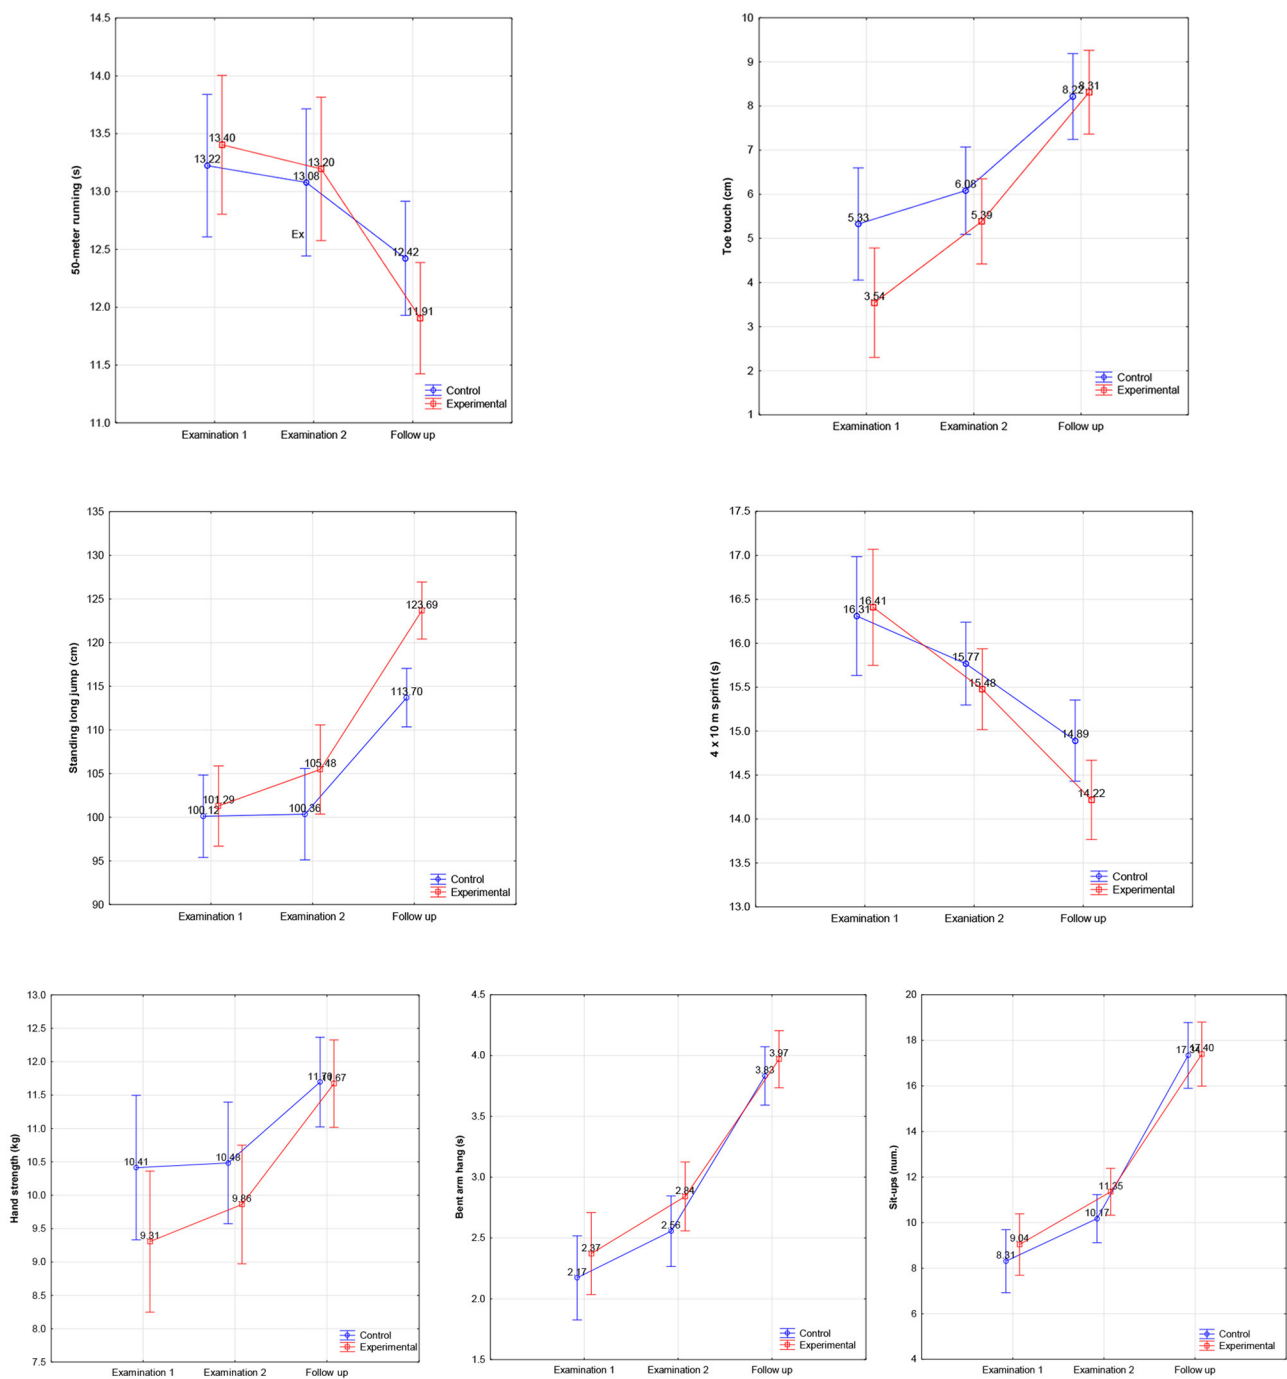 14.5
14.0
13.5
13.0
12.5
12.0
11.5
11.0
50-meter running (s)
13.22
13.40
13.08
13.20
Ex
12.42
11.91
Control
Experimental
Examination 1
Examination 2
Follow up
10
9
8
7
6
5
4
3
2
1
Toe touch (cm)
5.33
3.54
6.08
5.39
8.22
8.31
Control
Experimental
Examination 1
Examination 2
Follow up
135
130
125
120
115
110
105
100
95
90
Standing long jump (cm)
100.12
101.29
100.36
105.48
113.70
123.69
Control
Experimental
Examination 1
Examination 2
Follow up
17.5
17.0
16.5
16.0
15.5
15.0
14.5
14.0
13.5
13.0
4 x 10 m sprint (s)
16.31
16.41
15.77
15.48
14.89
14.22
Control
Experimental
Examination 1
Exaniation 2
Follow up
13.0
12.5
12.0
11.5
11.0
10.5
10.0
9.5
9.0
8.5
8.0
7.5
Hand strength (kg)
10.41
9.31
10.48
9.86
11.70
11.67
Control
Experimental
Examination 1
Examination 2
Follow up
4.5
4.0
3.5
3.0
2.5
2.0
1.5
Bent arm hang (s)
2.17
2.37
2.56
2.84
3.83
3.97
Control
Experimental
Examination 1
Examination 2
Follow up
20
18
16
14
12
10
8
6
4
Sit-ups (num.)
8.31
9.04
10.17
11.35
17.34
17.40
Control
Experimental
Examination 1
Examination 2
Follow up